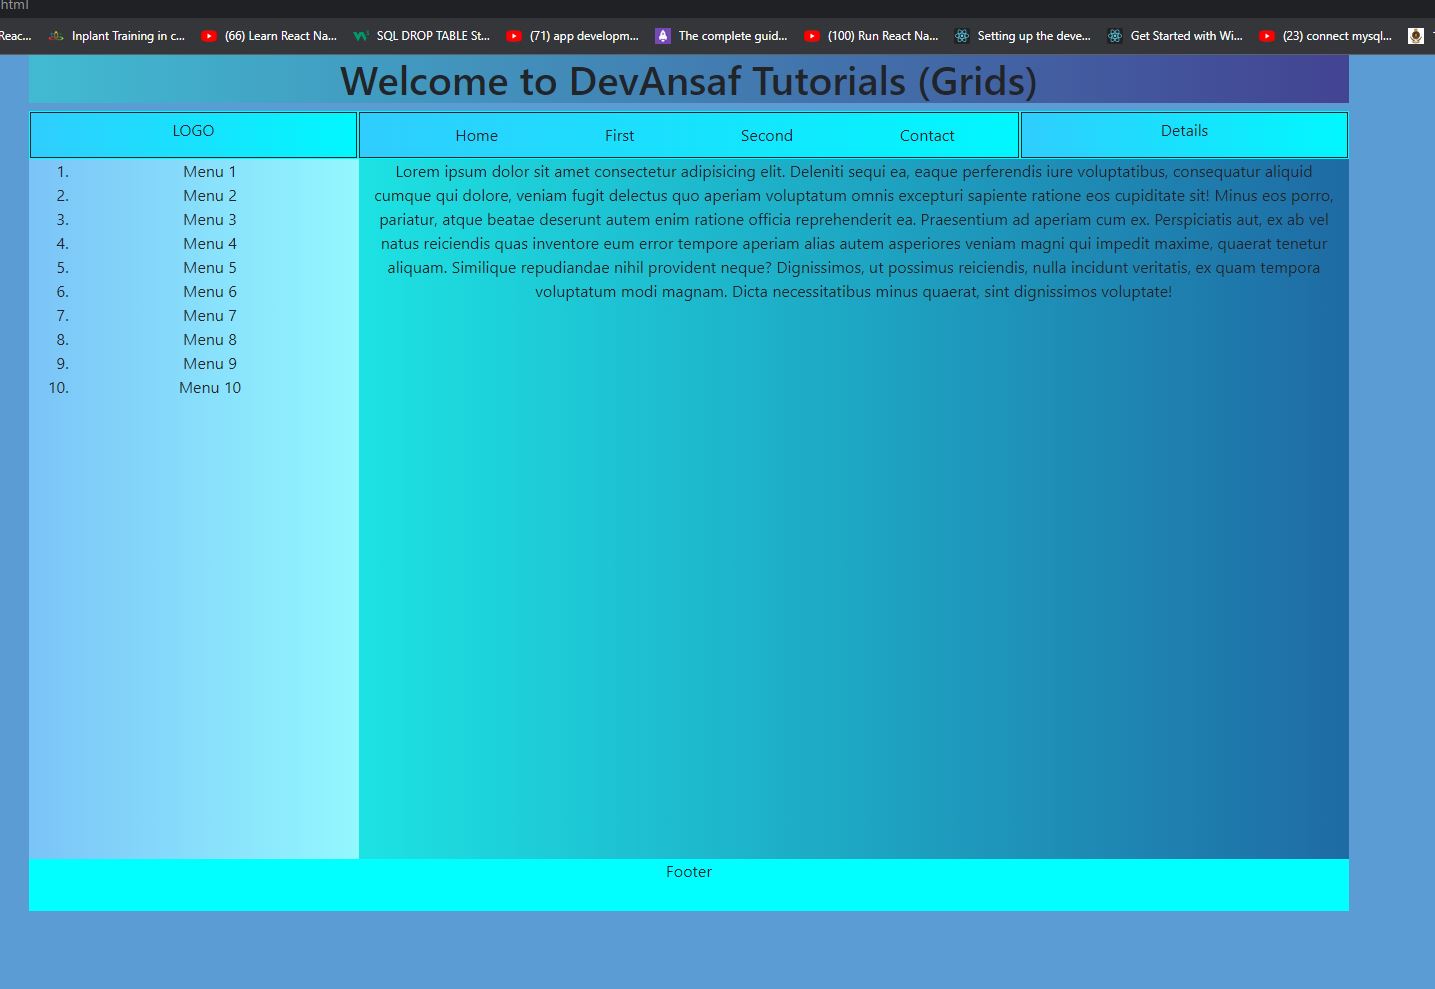 html
Reac...
Inplant Training in c...
(66) Learn React Na...
SQL DROP TABLE St...
(71) app developm...
The complete guid...
(100) Run React Na...
Setting up the deve...
Get Started with Wi...
(23) connect mysql...
Welcome to DevAnsaf Tutorials (Grids)
LOGO
Home
First
Second
Contact
Details
1. Menu 1
2. Menu 2
3. Menu 3
4. Menu 4
5. Menu 5
6. Menu 6
7. Menu 7
8. Menu 8
9. Menu 9
10. Menu 10
Lorem ipsum dolor sit amet consectetur adipisicing elit. Deleniti sequi ea, eaque perferendis iure voluptatibus, consequatur aliquid
cumque qui dolore, veniam fugit delectus quo aperiam voluptatum omnis excepturi sapiente ratione eos cupiditate sit! Minus eos porro,
pariatur, atque beatae deserunt autem enim ratione officia reprehenderit ea. Praesentium ad aperiam cum ex. Perspiciatis aut, ex ab vel
natus reiciendis quas inventore eum error tempore aperiam alias autem asperiores veniam magni qui impedit maxime, quaerat tenetur
aliquam. Similique repudiandae nihil provident neque? Dignissimos, ut possimus reiciendis, nulla incidunt veritatis, ex quam tempora
voluptatum modi magnam. Dicta necessitatibus minus quaerat, sint dignissimos voluptate!
Footer